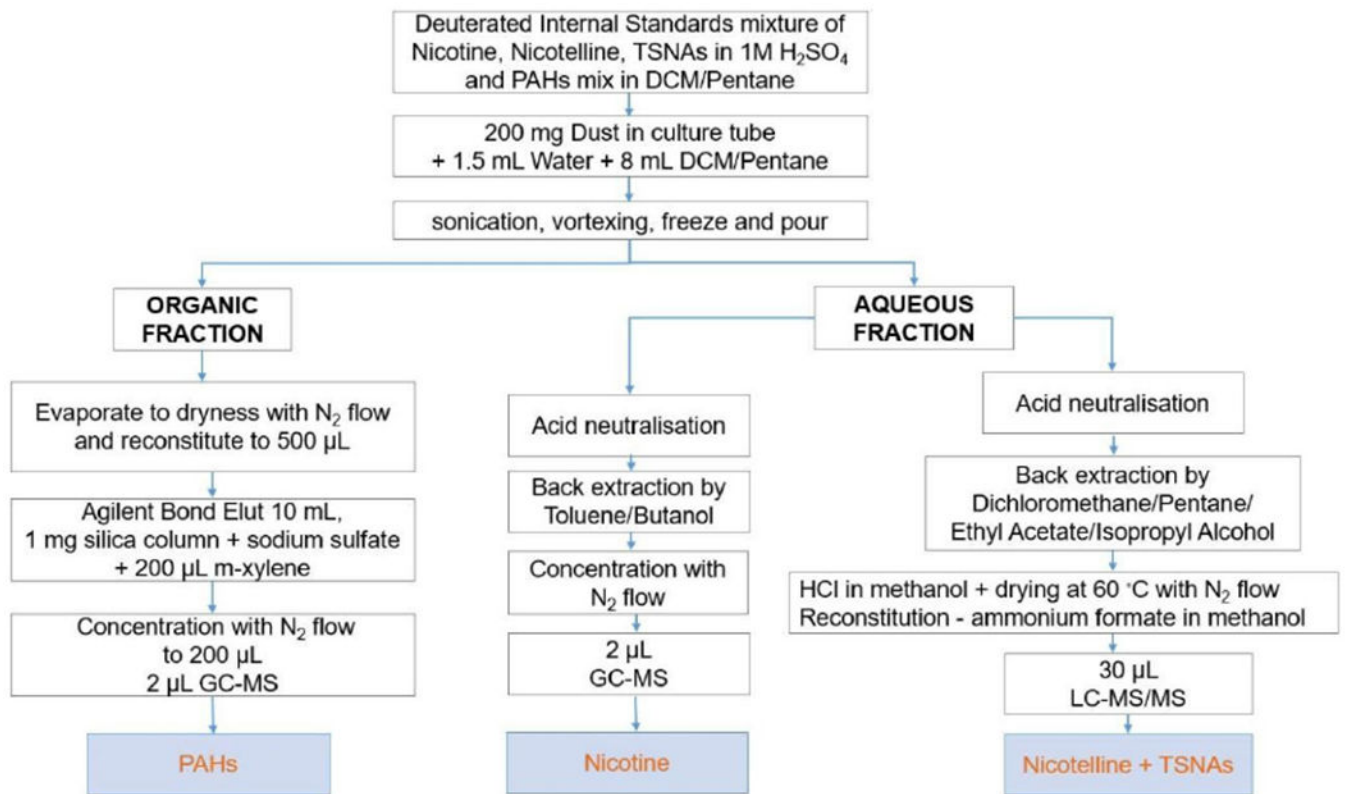 Deuterated Internal Standards mixture of
Nicotine, Nicotelline, TSNAs in 1M H₂SO₄
and PAHs mix in DCM/Pentane
200 mg Dust in culture tube
+ 1.5 mL Water + 8 mL DCM/Pentane
sonication, vortexing, freeze and pour
ORGANIC
FRACTION
Evaporate to dryness with N₂ flow
and reconstitute to 500 µL
Agilent Bond Elut 10 mL,
1 mg silica column + sodium sulfate
+ 200 µL m-xylene
Concentration with N₂ flow
to 200 µL
2 µL GC-MS
PAHs
AQUEOUS
FRACTION
Acid neutralisation
Back extraction by
Toluene/Butanol
Concentration with
N₂ flow
2 µL
GC-MS
Nicotine
Acid neutralisation
Back extraction by
Dichloromethane/Pentane/
Ethyl Acetate/Isopropyl Alcohol
HCl in methanol + drying at 60 °C with N₂ flow
Reconstitution - ammonium formate in methanol
30 µL
LC-MS/MS
Nicotelline + TSNAs